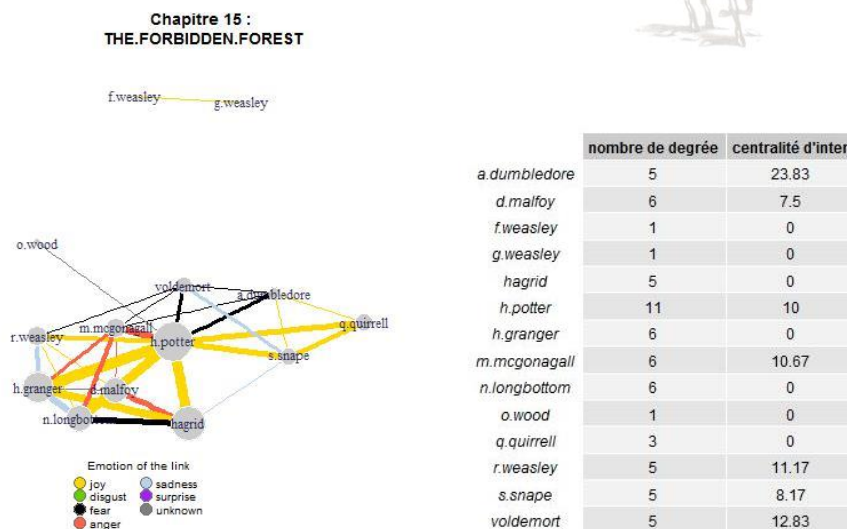 Chapitre 15 :
THE.FORBIDDEN.FOREST
f.weasley
g.weasley
o.wood
voldemort
a.dumbledore
m.mcgonagall
q.quirrell
r.weasley
h.potter
s.snape
h.granger
d.malfoy
n.longbottom
hagrid
Emotion of the link
joy
sadness
disgust
surprise
fear
unknown
anger
nombre de degrée centralité d'inter
a.dumbledore 5 23.83
d.malfoy 6 7.5
f.weasley 1 0
g.weasley 1 0
hagrid 5 0
h.potter 11 10
h.granger 6 0
m.mcgonagall 6 10.67
n.longbottom 6 0
o.wood 1 0
q.quirrell 3 0
r.weasley 5 11.17
s.snape 5 8.17
voldemort 5 12.83